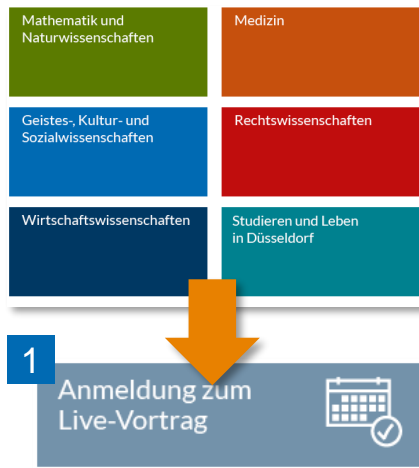 Mathematik und
Naturwissenschaften
Medizin
Geistes-, Kultur- und
Sozialwissenschaften
Rechtswissenschaften
Wirtschaftswissenschaften
Studieren und Leben
in Düsseldorf
1
Anmeldung zum
Live-Vortrag